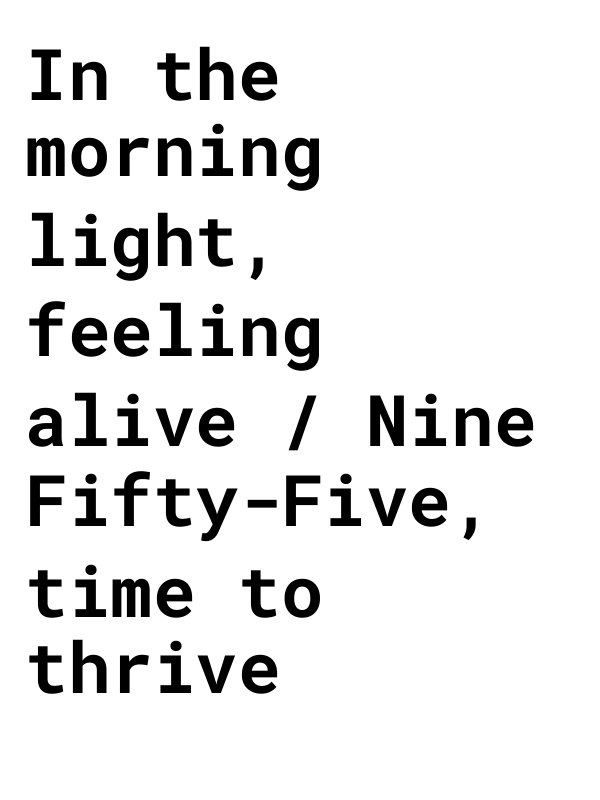 In the
morning
light,
feeling
alive / Nine
Fifty-Five,
time to
thrive